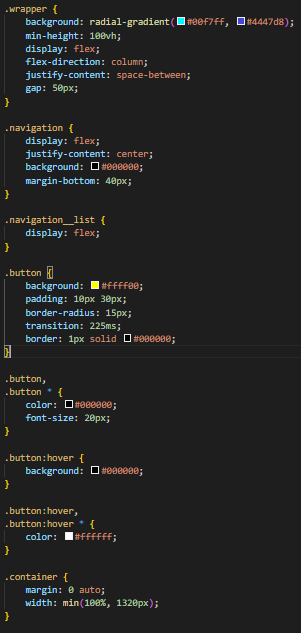 .wrapper {
    background: radial-gradient(#00f7ff, #4447d8);
    min-height: 100vh;
    display: flex;
    flex-direction: column;
    justify-content: space-between;
    gap: 50px;
}

.navigation {
    display: flex;
    justify-content: center;
    background: #000000;
    margin-bottom: 40px;
}

.navigation__list {
    display: flex;
}

.button {
    background: #ffff00;
    padding: 10px 30px;
    border-radius: 15px;
    transition: 225ms;
    border: 1px solid #000000;
}

.button,
.button * {
    color: #000000;
    font-size: 20px;
}

.button:hover {
    background: #000000;
}

.button:hover,
.button:hover * {
    color: #ffffff;
}

.container {
    margin: 0 auto;
    width: min(100%, 1320px);
}